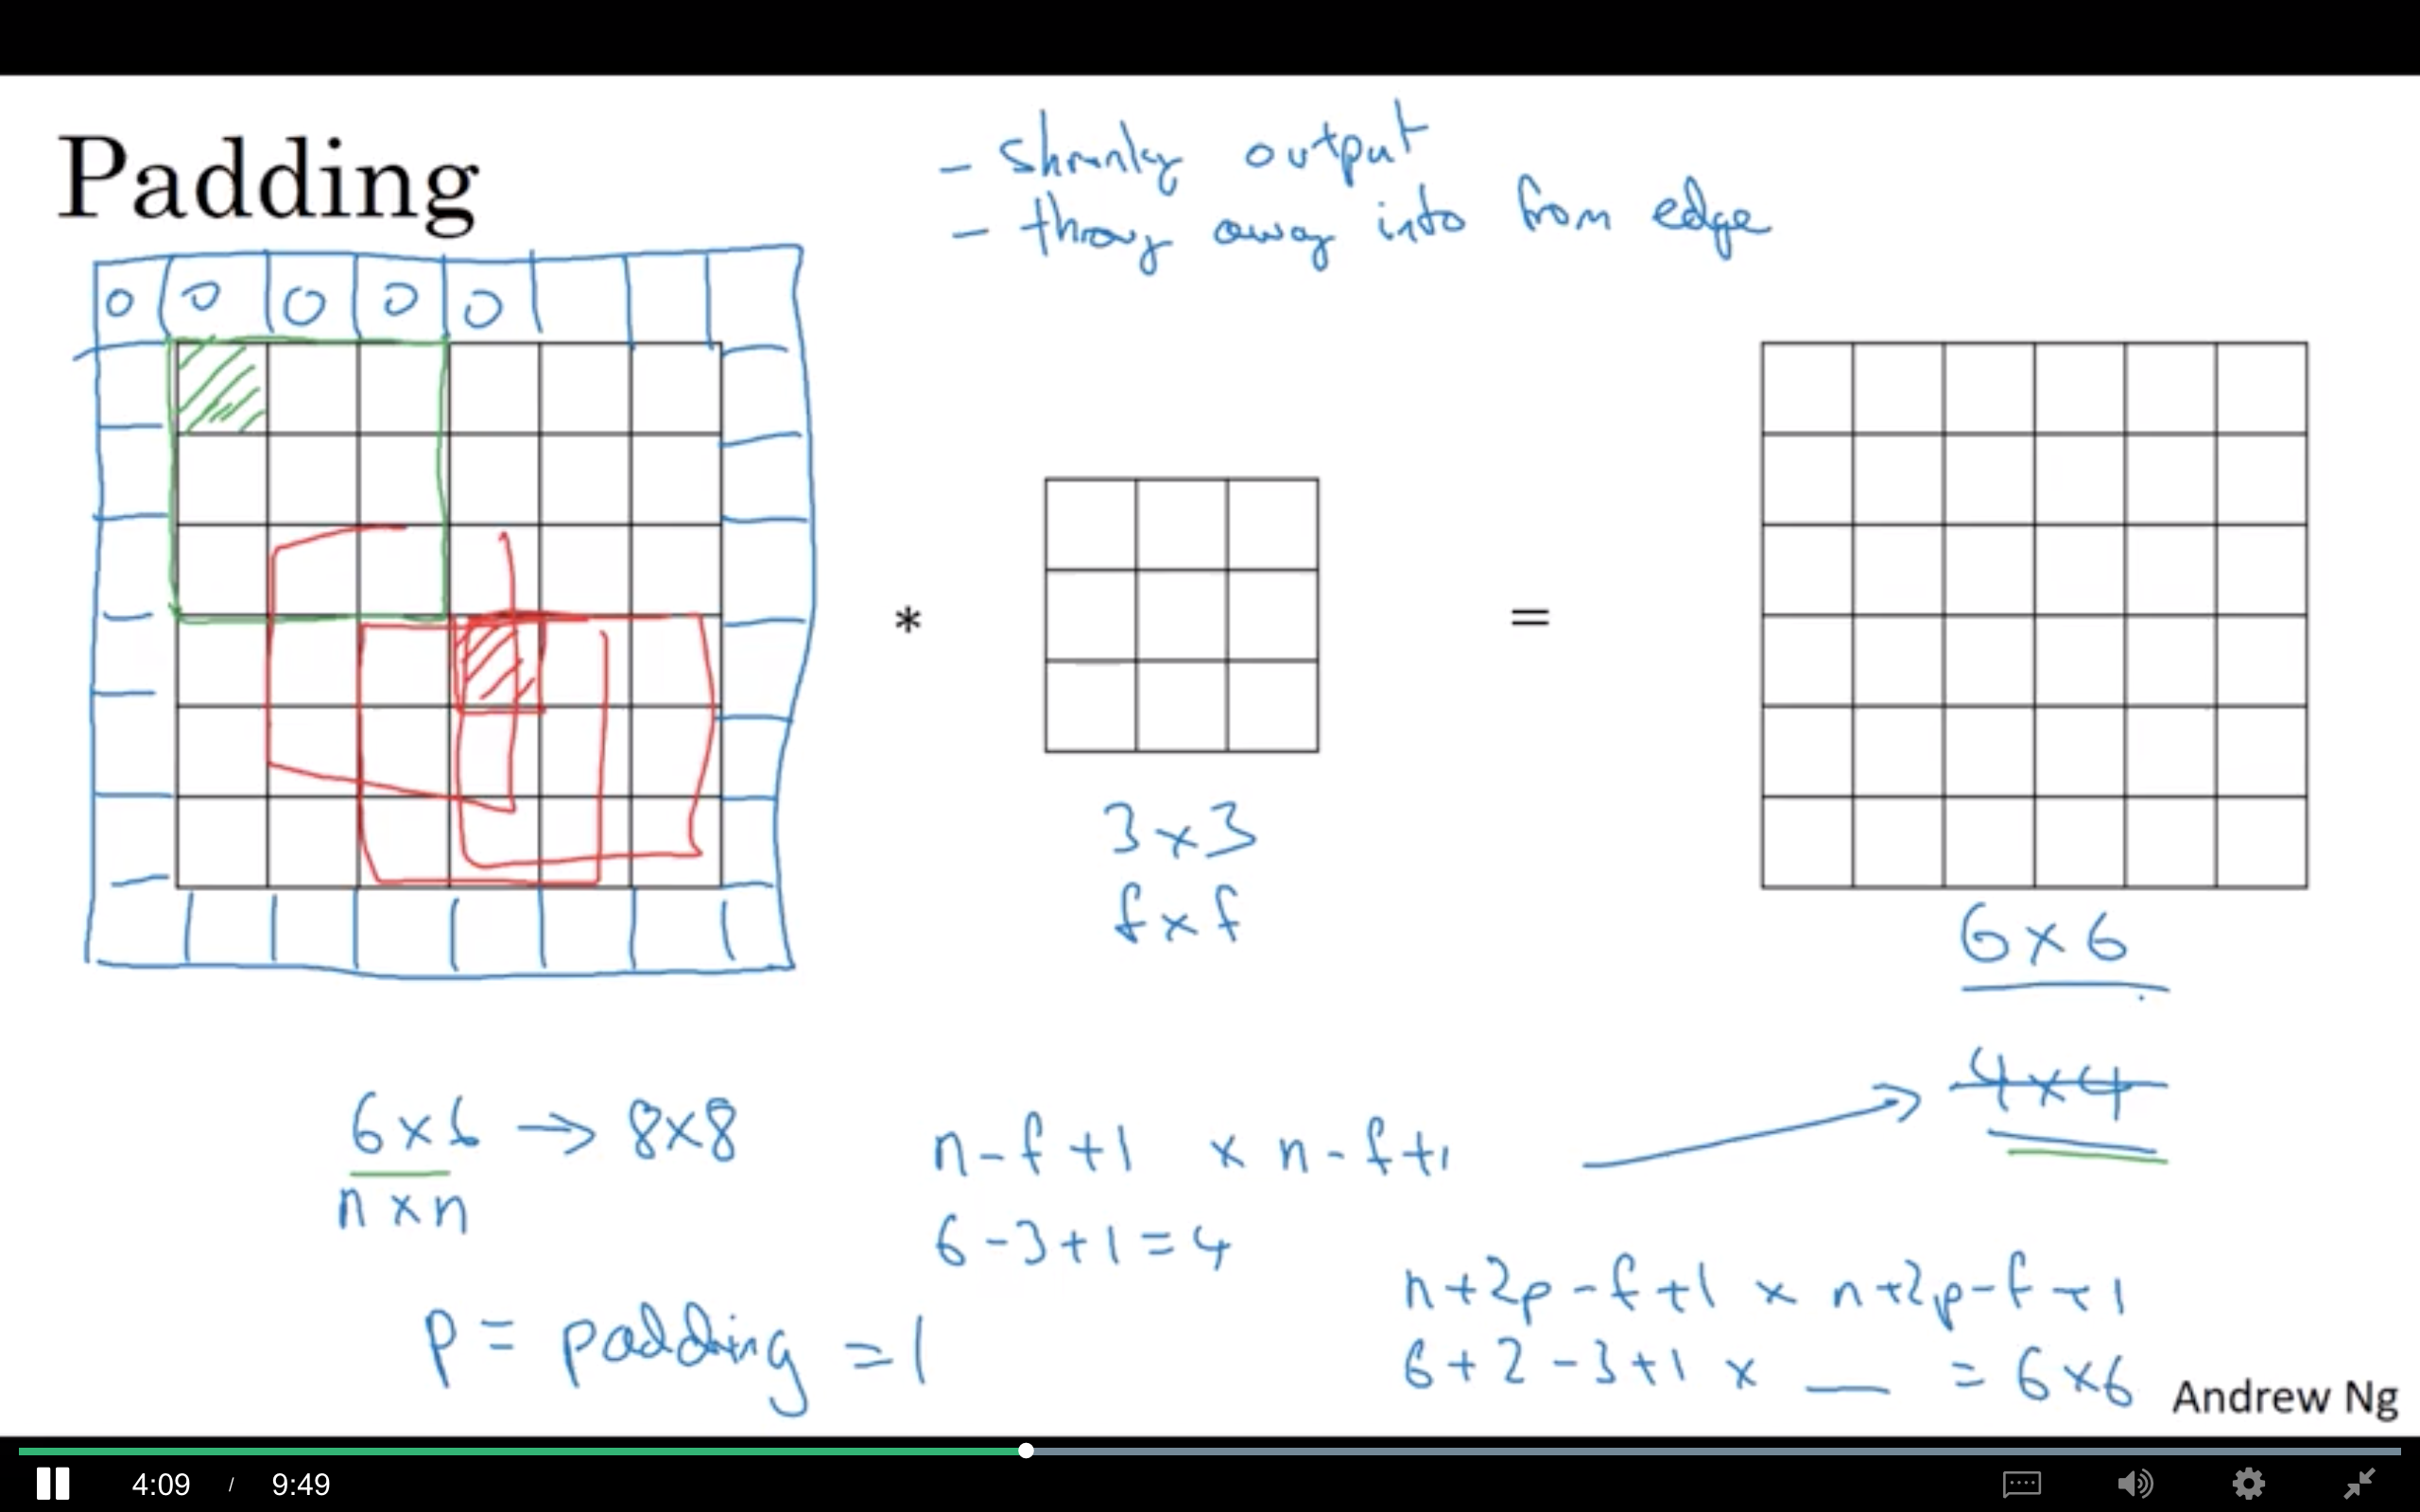 Padding
- shrinky output
- throwy away info from edge
0 0 0 0 0
*
=
3 x 3
f x f
6 x 6
4 x 4
6 x 6 → 8 x 8
n x n
n - f + 1 x n - f + 1
6 - 3 + 1 = 4
p = padding = 1
n + 2p - f + 1 x n + 2p - f + 1
6 + 2 - 3 + 1 x __ = 6 x 6
Andrew Ng
4:09 / 9:49